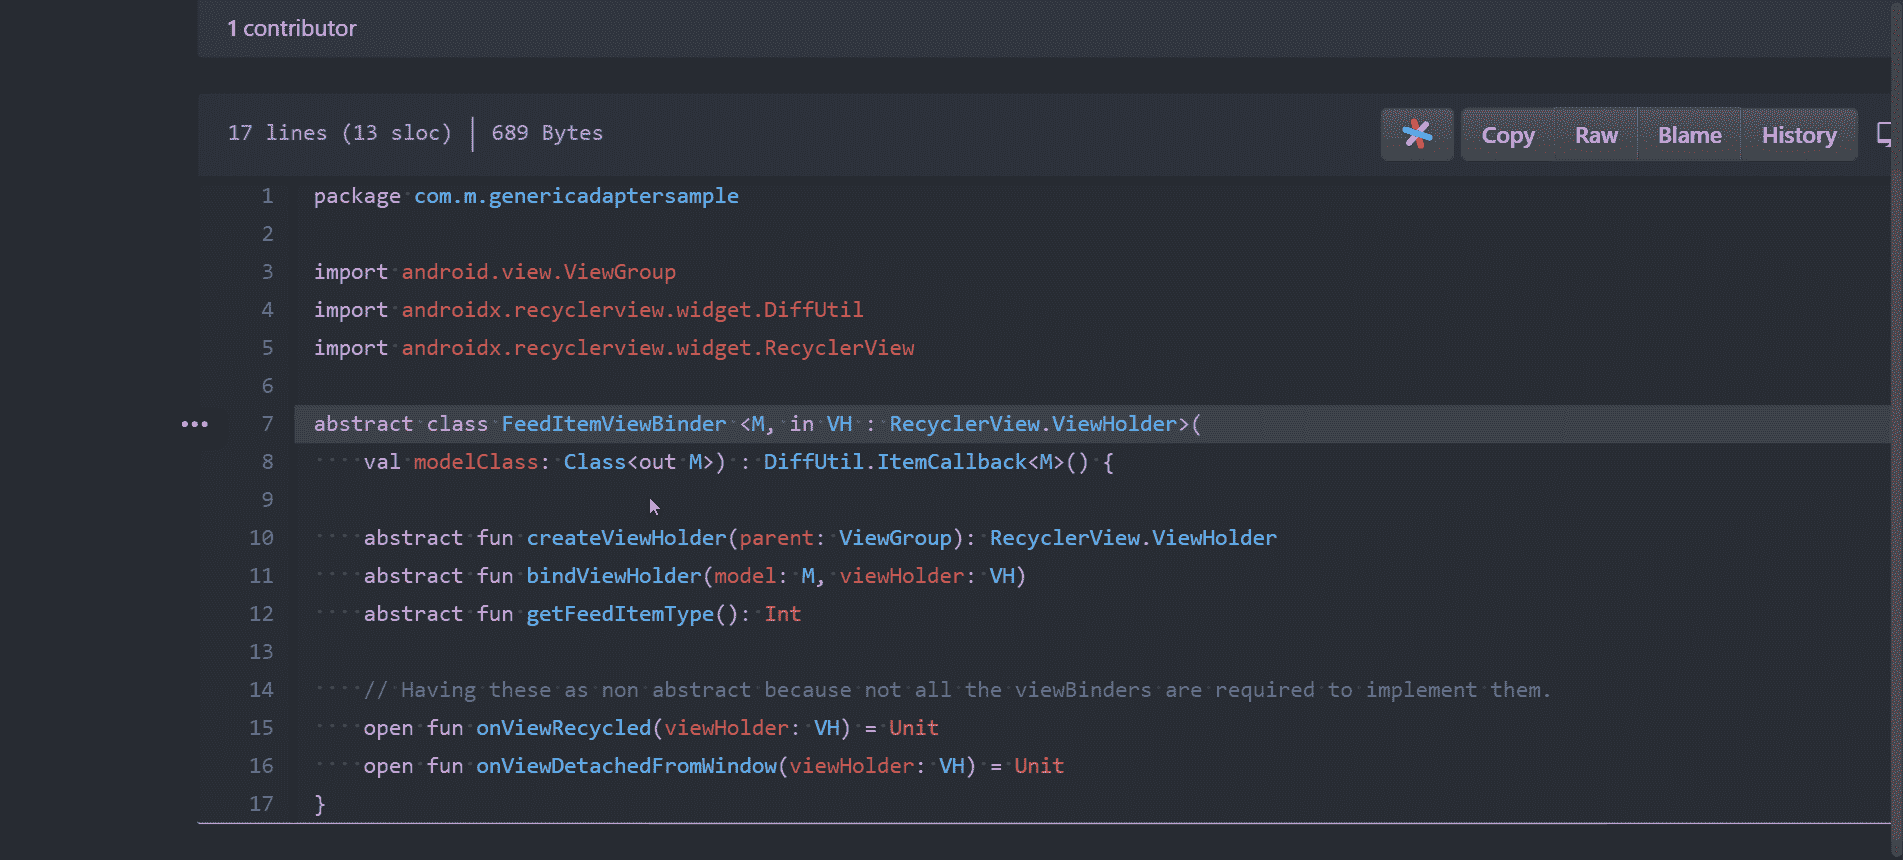 1 contributor
17 lines (13 sloc) | 689 Bytes
Copy Raw Blame History
1 package com.m.genericadaptersample
2
3 import android.view.ViewGroup
4 import androidx.recyclerview.widget.DiffUtil
5 import androidx.recyclerview.widget.RecyclerView
6
7 abstract class FeedItemViewBinder <M, in VH : RecyclerView.ViewHolder>(
8     val modelClass: Class<out M>) : DiffUtil.ItemCallback<M>() {
9
10     abstract fun createViewHolder(parent: ViewGroup): RecyclerView.ViewHolder
11     abstract fun bindViewHolder(model: M, viewHolder: VH)
12     abstract fun getFeedItemType(): Int
13
14     // Having these as non abstract because not all the viewBinders are required to implement them.
15     open fun onViewRecycled(viewHolder: VH) = Unit
16     open fun onViewDetachedFromWindow(viewHolder: VH) = Unit
17 }